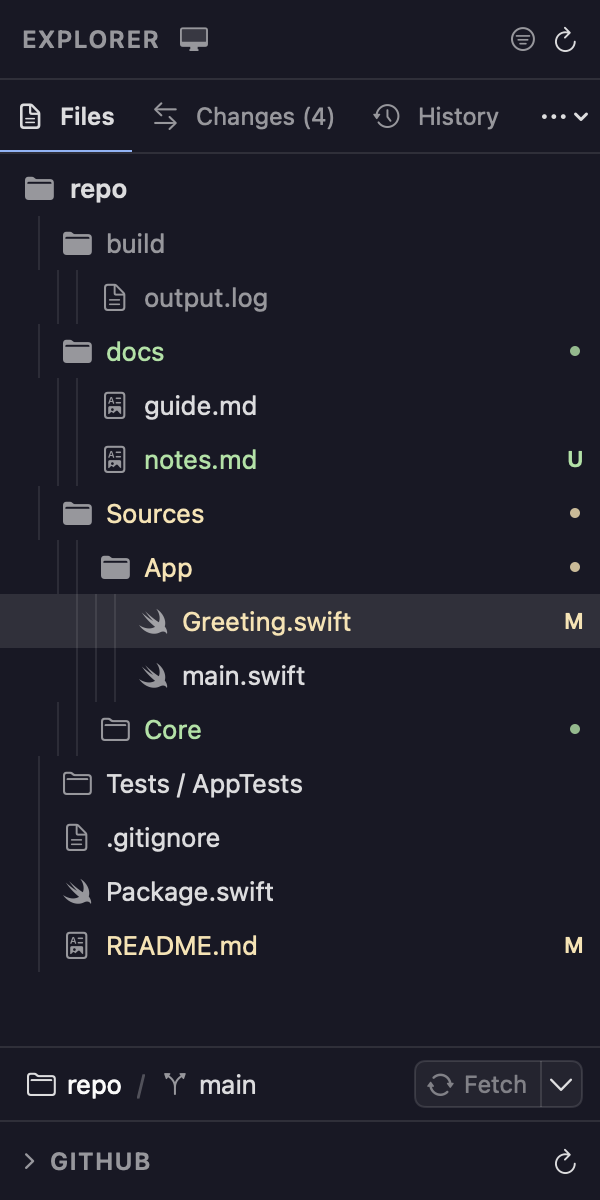 EXPLORER
Files Changes (4) History
repo
build
output.log
docs
guide.md
notes.md U
Sources
App
Greeting.swift M
main.swift
Core
Tests / AppTests
.gitignore
Package.swift
README.md M
repo / main Fetch
GITHUB